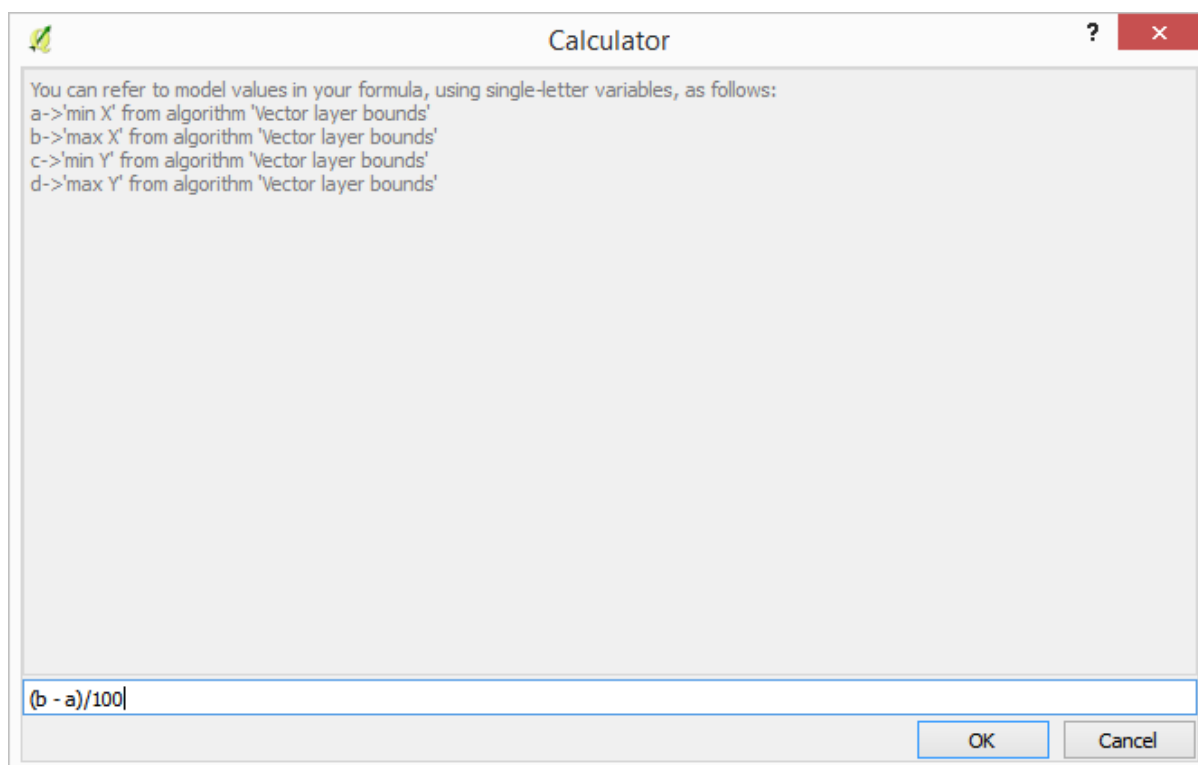 Calculator
?
You can refer to model values in your formula, using single-letter variables, as follows:
a->'min X' from algorithm 'Vector layer bounds'
b->'max X' from algorithm 'Vector layer bounds'
c->'min Y' from algorithm 'Vector layer bounds'
d->'max Y' from algorithm 'Vector layer bounds'
(b - a)/100
OK
Cancel